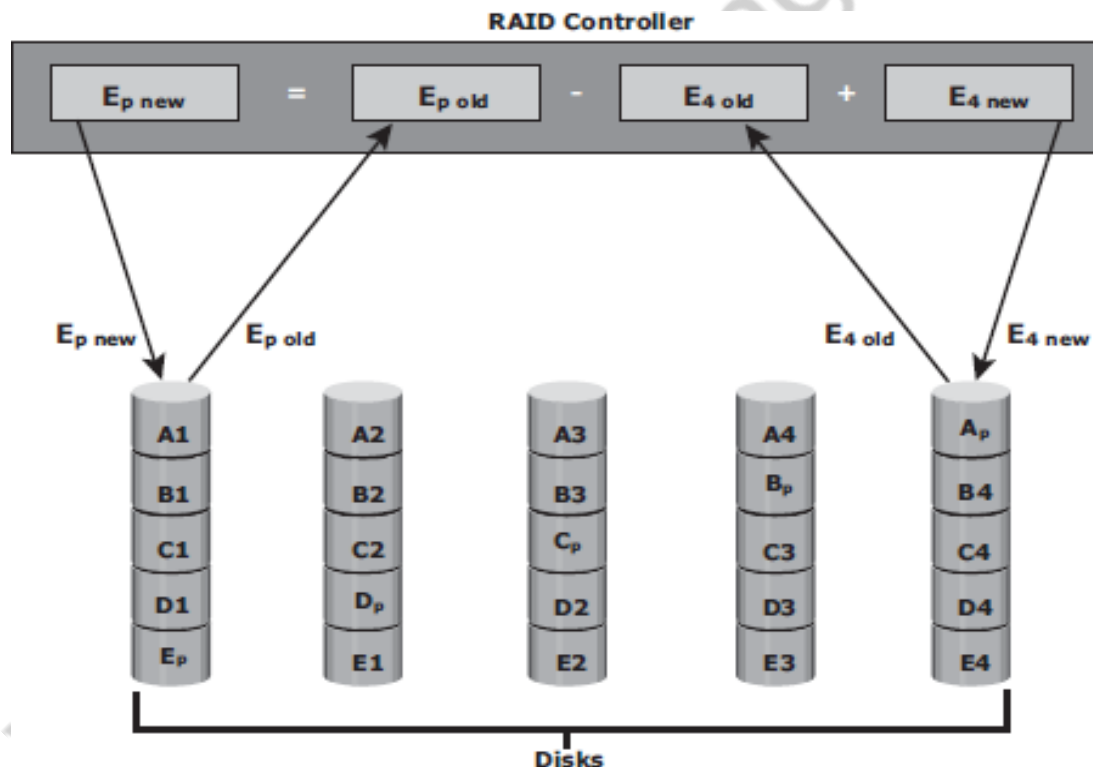 RAID Controller
Ep new = Ep old - E4 old + E4 new
Ep new
Ep old
E4 old
E4 new
A1 A2 A3 A4 Ap
B1 B2 B3 Bp B4
C1 C2 Cp C3 C4
D1 Dp D2 D3 D4
Ep E1 E2 E3 E4
Disks